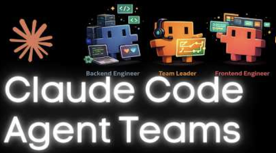 Backend Engineer
Team Leader
Frontend Engineer
Claude Code
Agent Teams